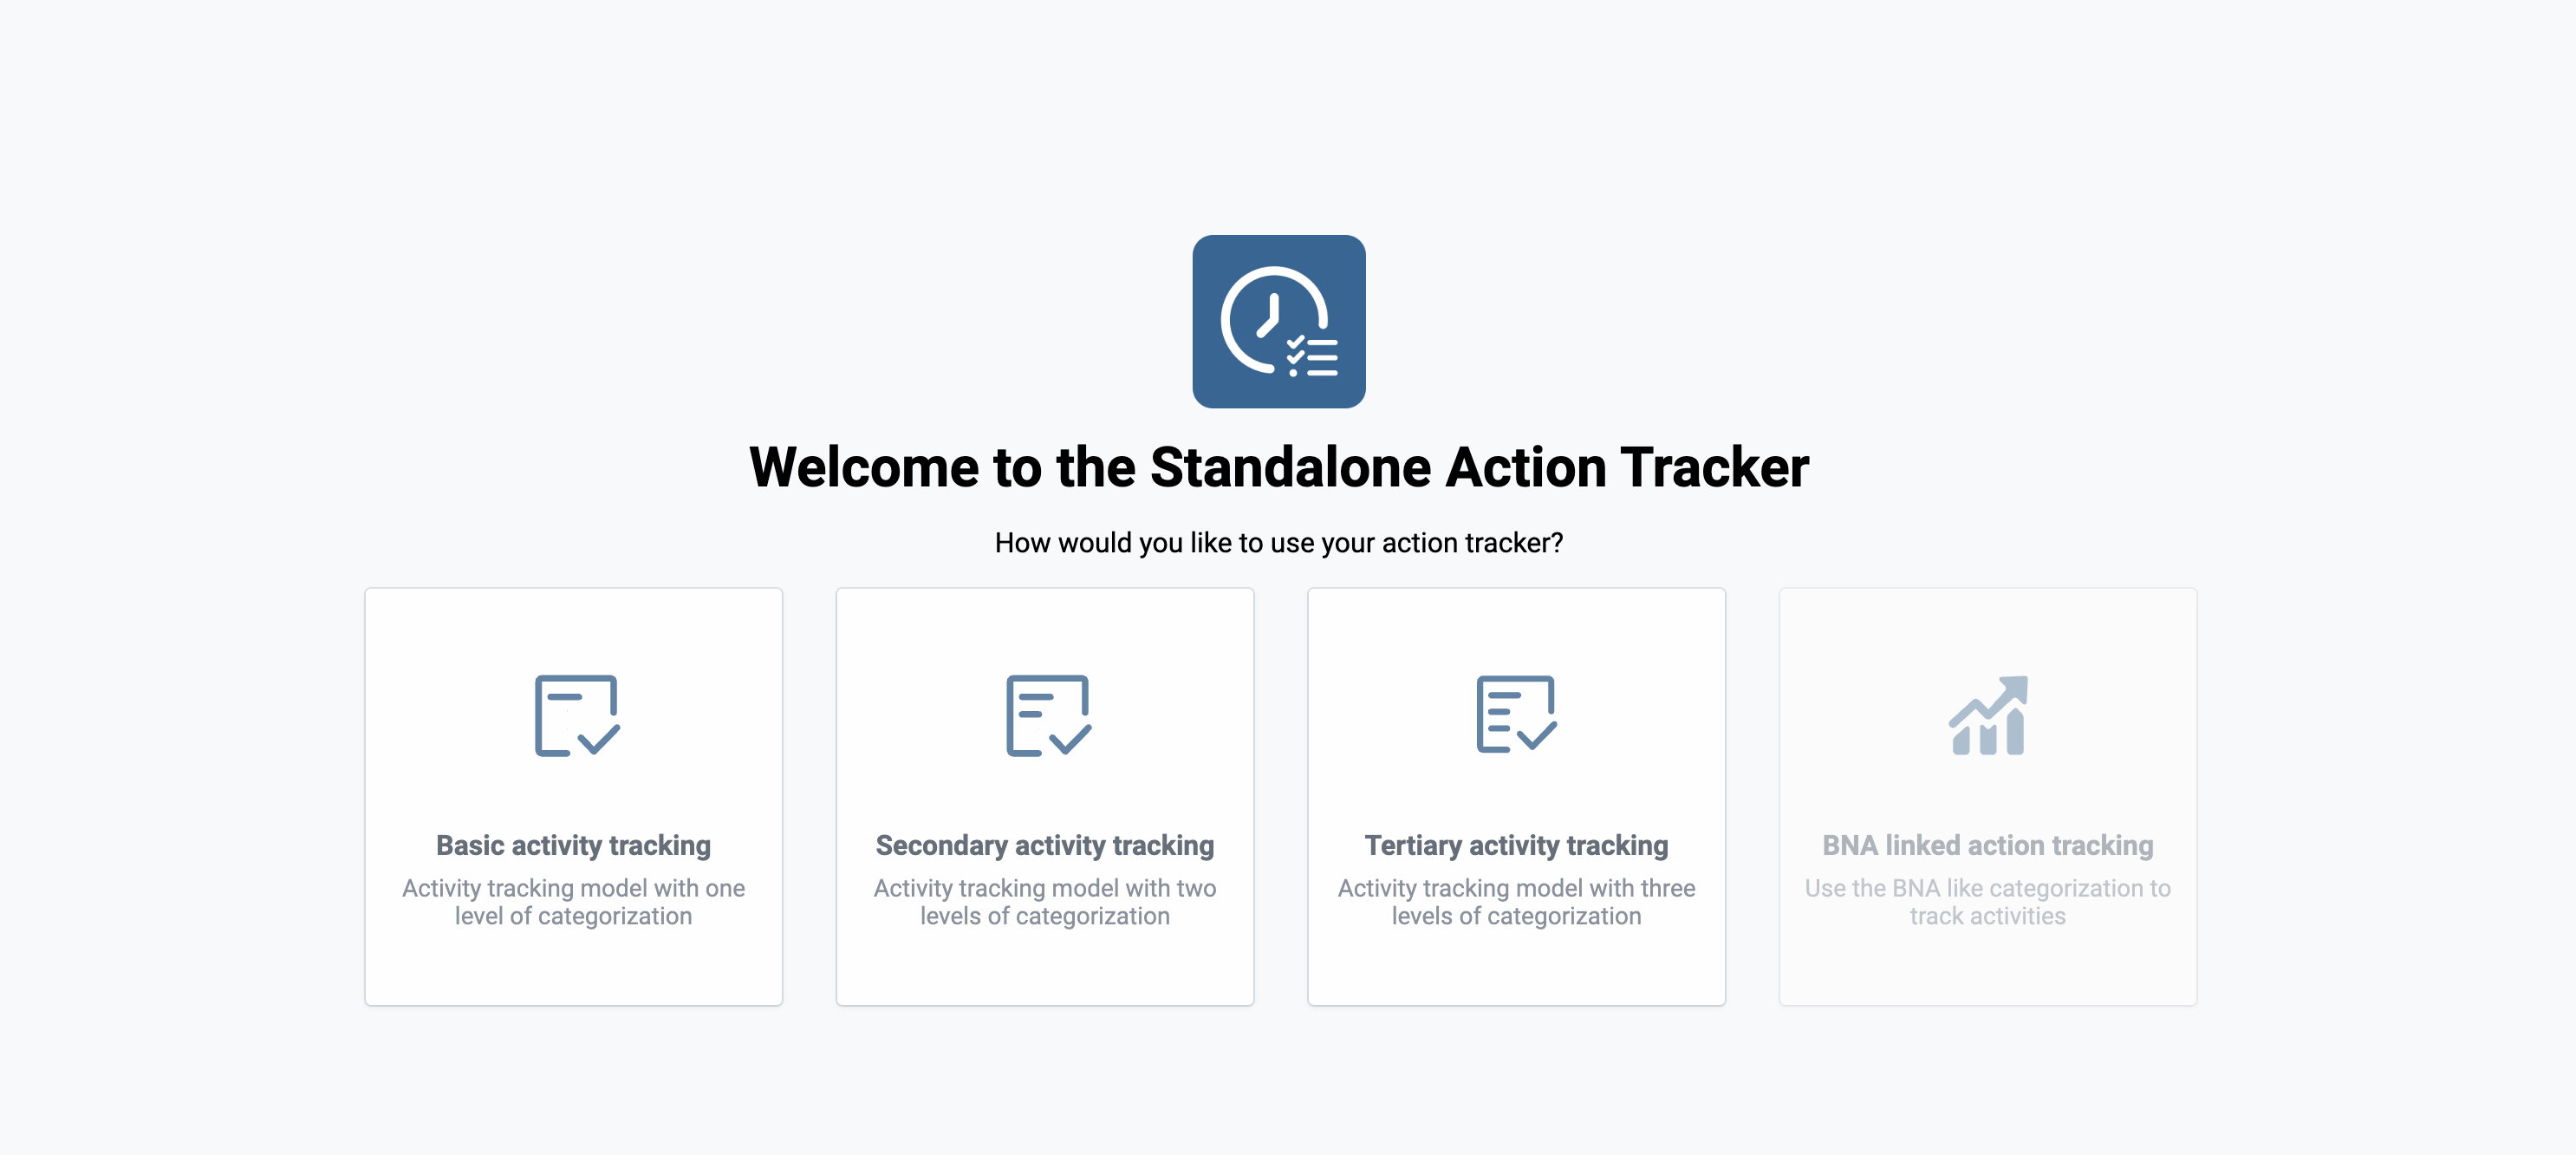 Welcome to the Standalone Action Tracker
How would you like to use your action tracker?
Basic activity tracking
Activity tracking model with one
level of categorization
Secondary activity tracking
Activity tracking model with two
levels of categorization
Tertiary activity tracking
Activity tracking model with three
levels of categorization
BNA linked action tracking
Use the BNA like categorization to
track activities